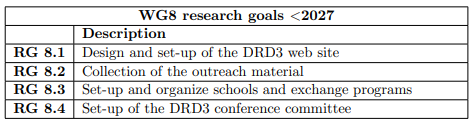 WG8 research goals <2027
Description
RG 8.1 Design and set-up of the DRD3 web site
RG 8.2 Collection of the outreach material
RG 8.3 Set-up and organize schools and exchange programs
RG 8.4 Set-up of the DRD3 conference committee